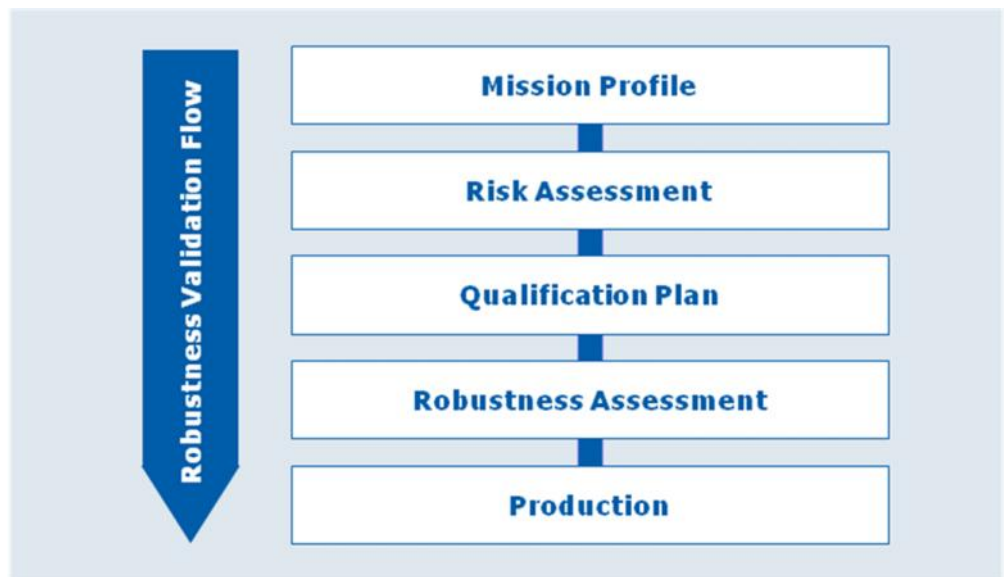 Robustness Validation Flow
Mission Profile
Risk Assessment
Qualification Plan
Robustness Assessment
Production